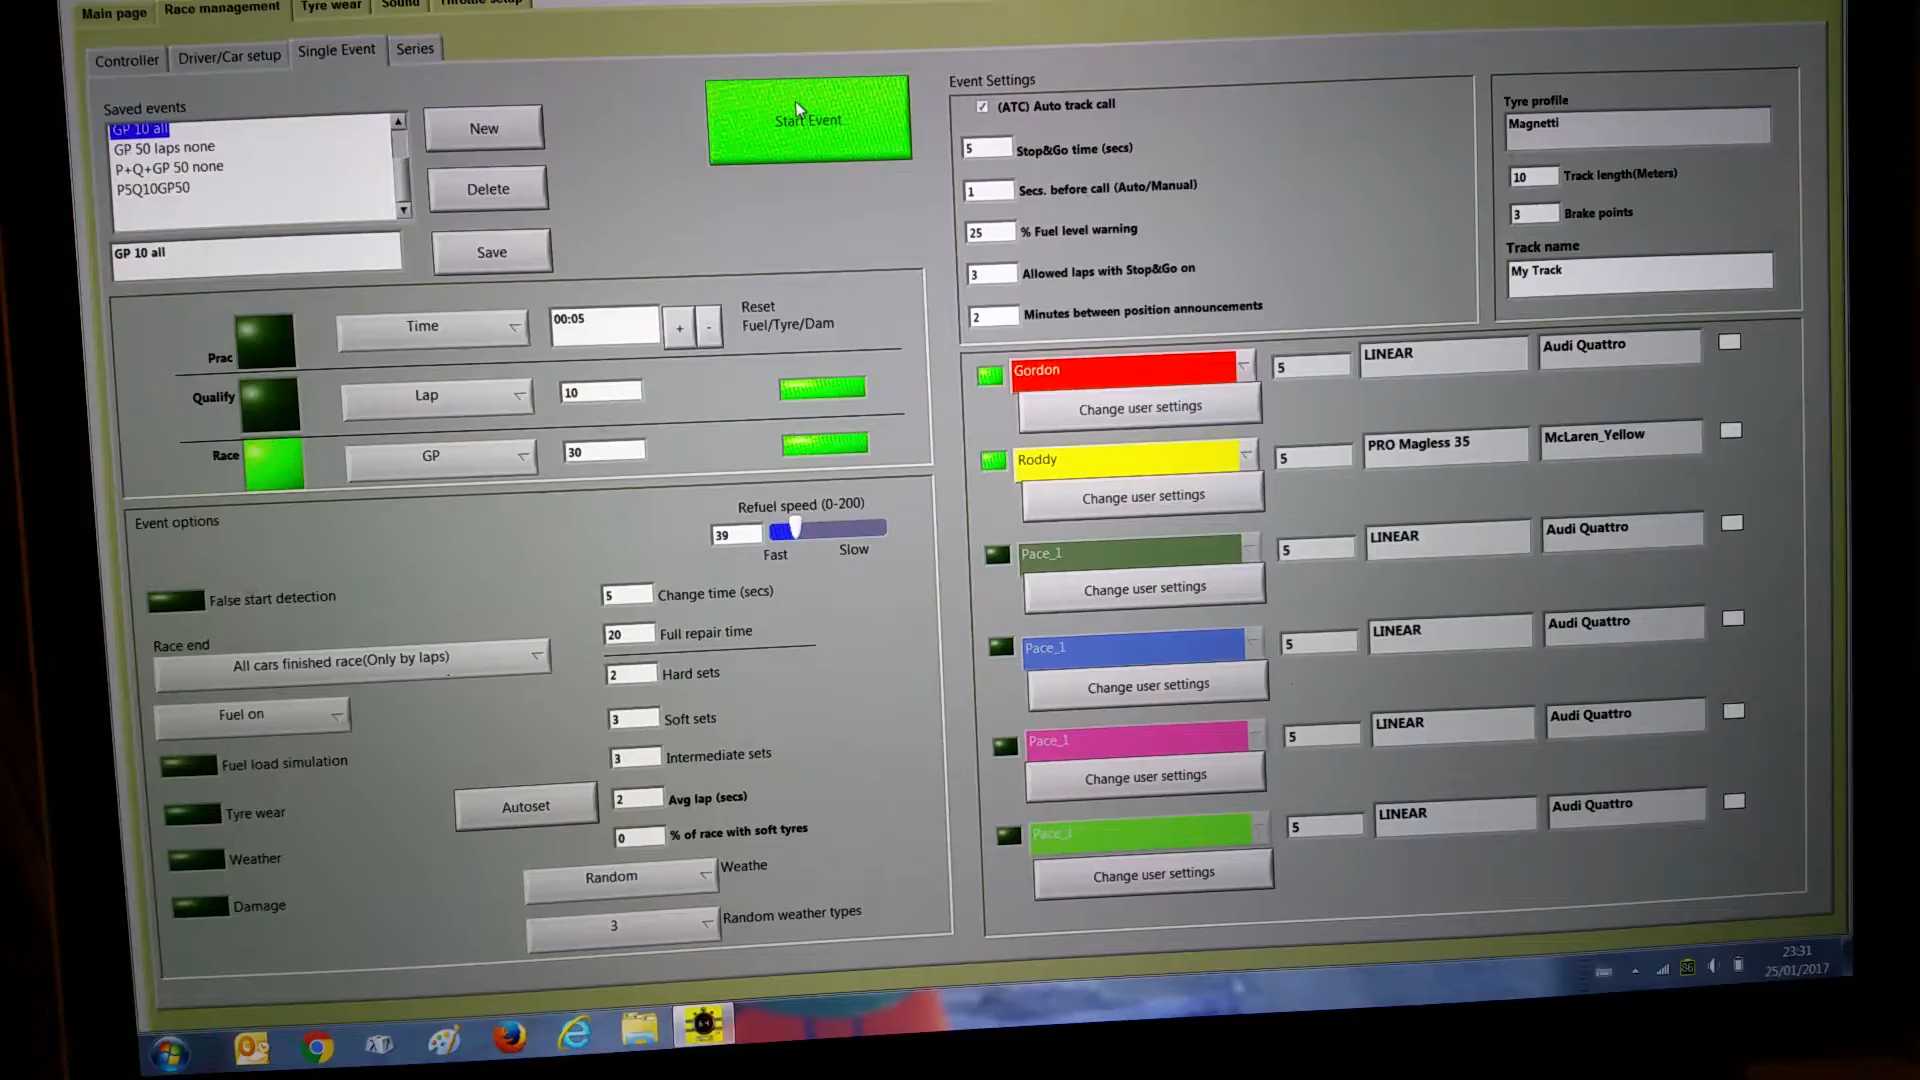 Main page
Race management
Tyre wear
Sound
Throttle setup
Controller
Driver/Car setup
Single Event
Series
Saved events
GP 10 all
GP 50 laps none
P+Q+GP 50 none
P5Q10GP50
GP 10 all
New
Delete
Save
Start Event
Prac
Time
00:05
+
-
Reset
Fuel/Tyre/Dam
Qualify
Lap
10
Race
GP
30
Event options
Refuel speed (0-200)
39
Fast
Slow
False start detection
5
Change time (secs)
20
Full repair time
Race end
All cars finished race(Only by laps)
2
Hard sets
Fuel on
3
Soft sets
Fuel load simulation
3
Intermediate sets
Tyre wear
Autoset
2
Avg lap (secs)
0
% of race with soft tyres
Weather
Random
Weathe
Damage
3
Random weather types
Event Settings
✓ (ATC) Auto track call
5
Stop&Go time (secs)
1
Secs. before call (Auto/Manual)
25
% Fuel level warning
3
Allowed laps with Stop&Go on
2
Minutes between position announcements
Tyre profile
Magnetti
10
Track length(Meters)
3
Brake points
Track name
My Track
Gordon
5
LINEAR
Audi Quattro
Change user settings
Roddy
5
PRO Magless 35
McLaren_Yellow
Change user settings
Pace_1
5
LINEAR
Audi Quattro
Change user settings
Pace_1
5
LINEAR
Audi Quattro
Change user settings
Pace_1
5
LINEAR
Audi Quattro
Change user settings
Pace_1
5
LINEAR
Audi Quattro
Change user settings
86
23:31
25/01/2017